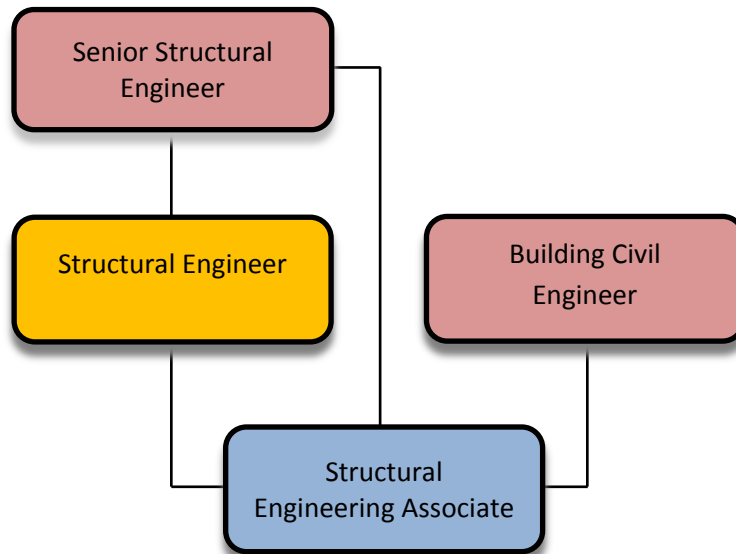 Senior Structural
Engineer
Structural Engineer
Building Civil
Engineer
Structural
Engineering Associate